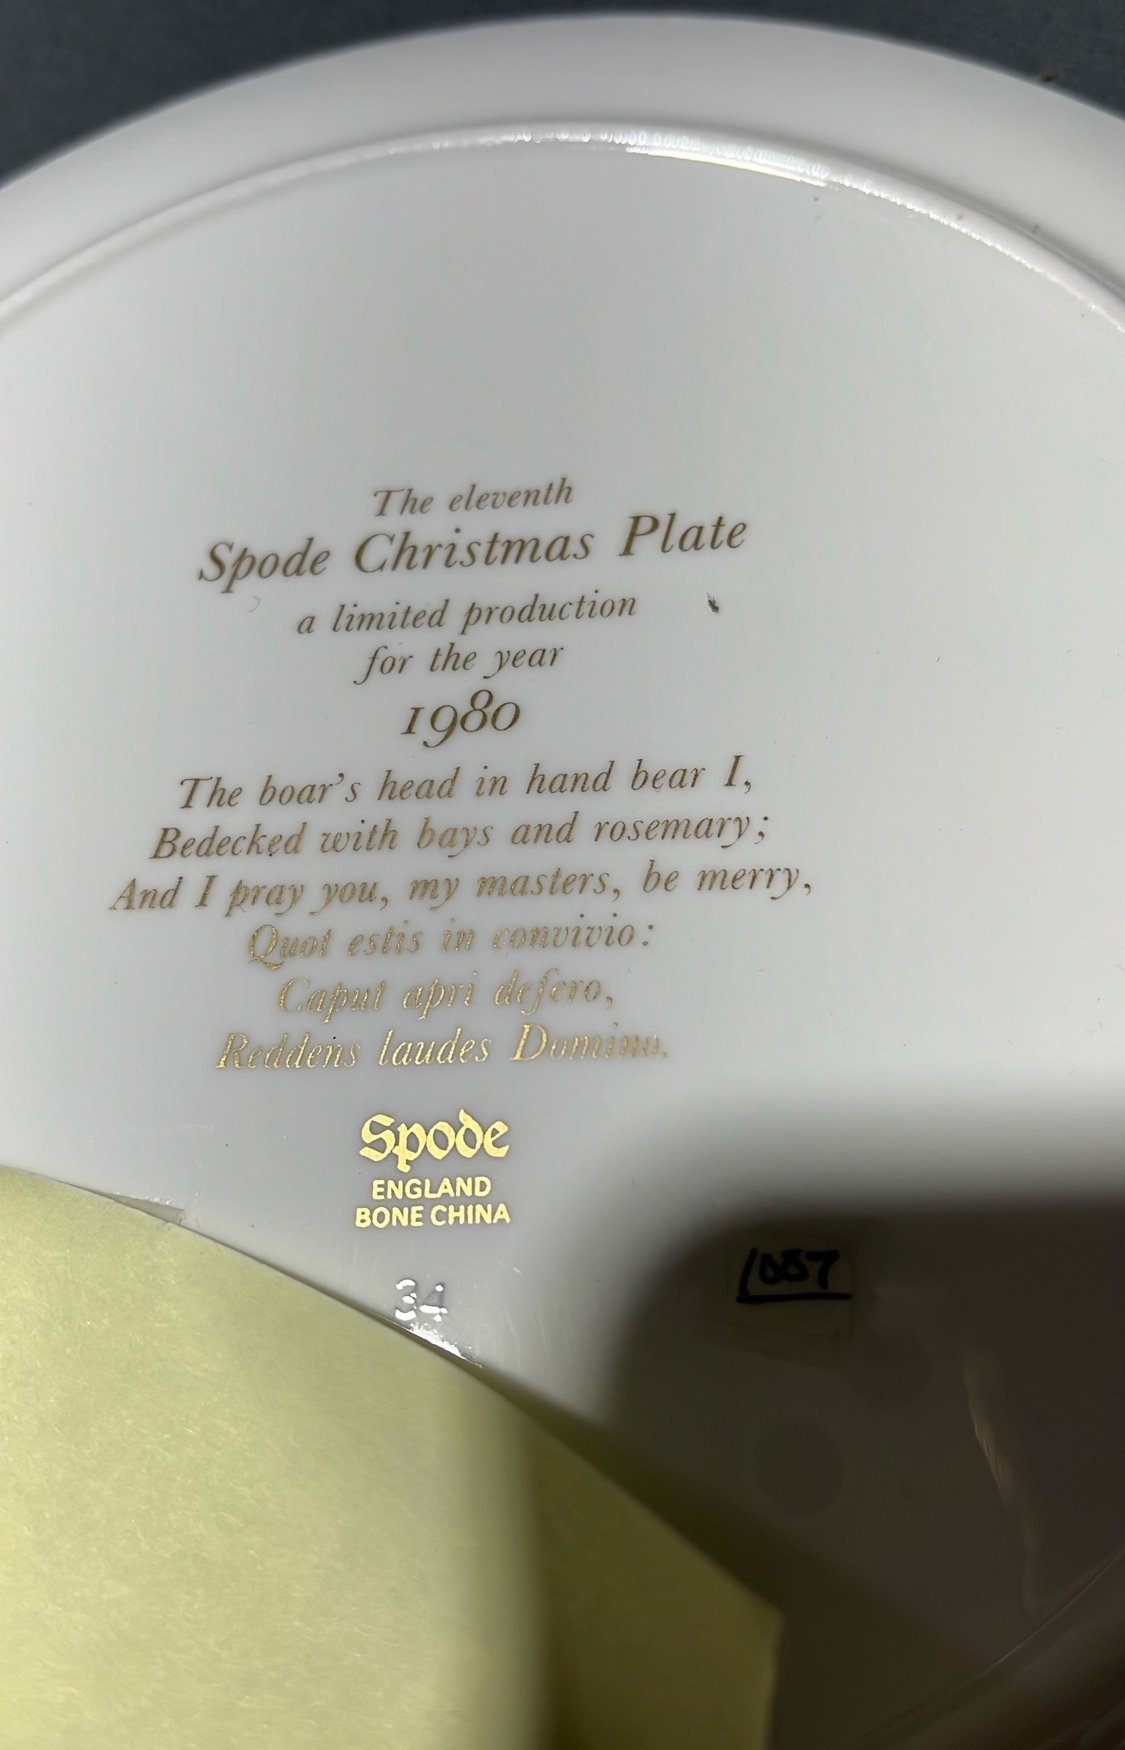 The eleventh
Spode Christmas Plate
a limited production
for the year
1980
The boar's head in hand bear I,
Bedecked with bays and rosemary;
And I pray you, my masters, be merry,
Quot estis in convivio:
Caput apri defero,
Reddens laudes Domino.
Spode
ENGLAND
BONE CHINA
34
1087